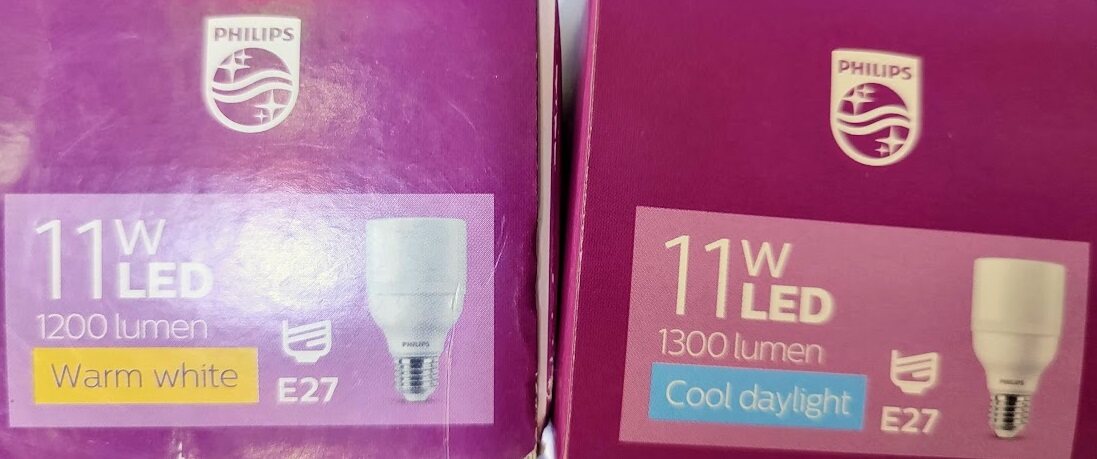 PHILIPS
11W
LED
1200 lumen
Warm white
E27
PHILIPS
PHILIPS
11W
LED
1300 lumen
Cool daylight
E27
PHILIPS